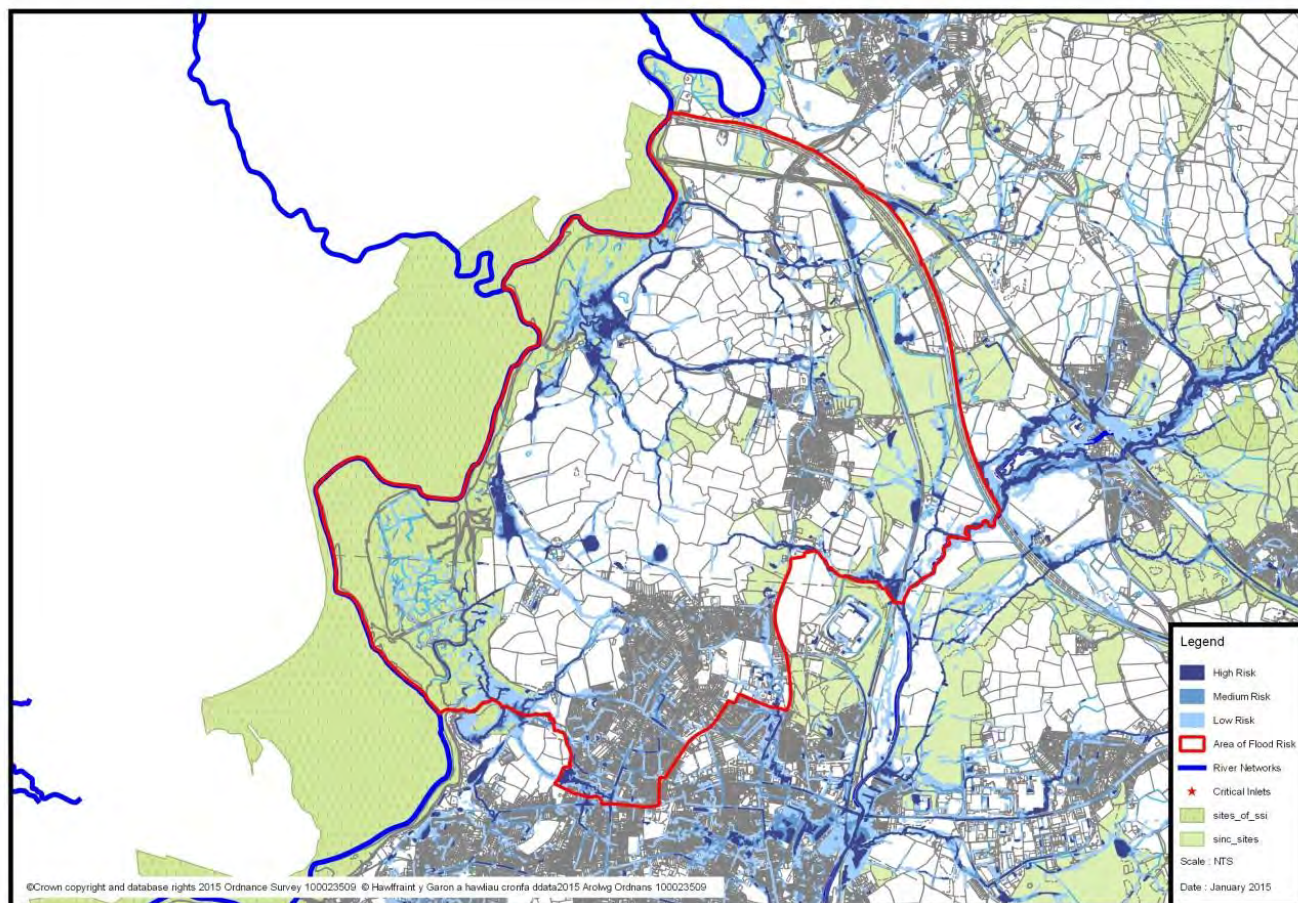 Legend
High Risk
Medium Risk
Low Risk
Area of Flood Risk
River Networks
Critical Inlets
sites_of_ssi
sinc_sites
Scale : NTS
Date : January 2015
©Crown copyright and database rights 2015 Ordnance Survey 100023509 © Hawlfraint y Goron a hawliau cronfa ddata2015 Arolwg Ordnans 100023509